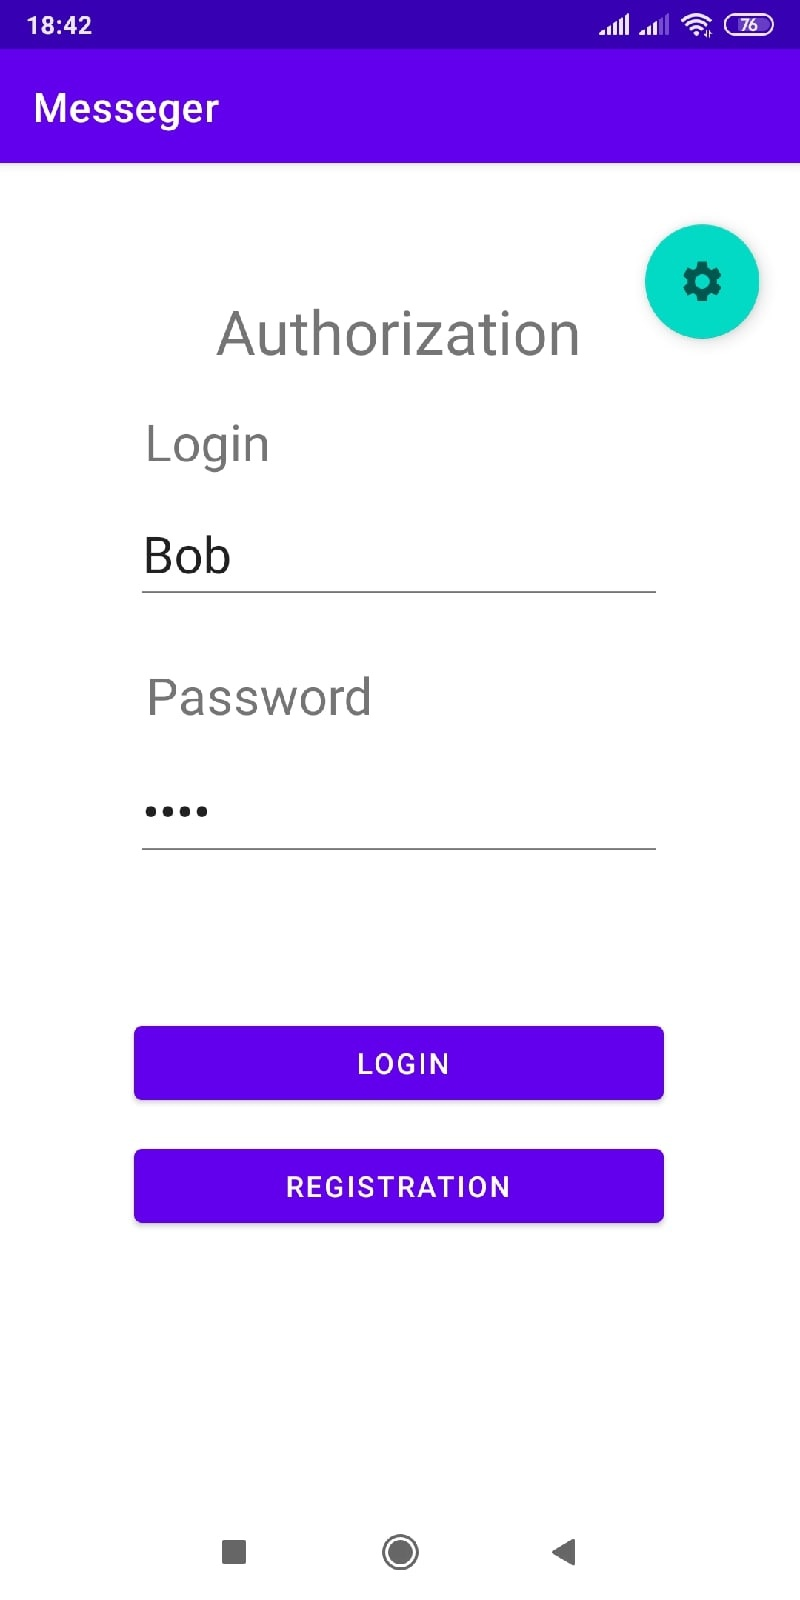 18:42
76
Messeger
Authorization
Login
Bob
Password
••••
LOGIN
REGISTRATION